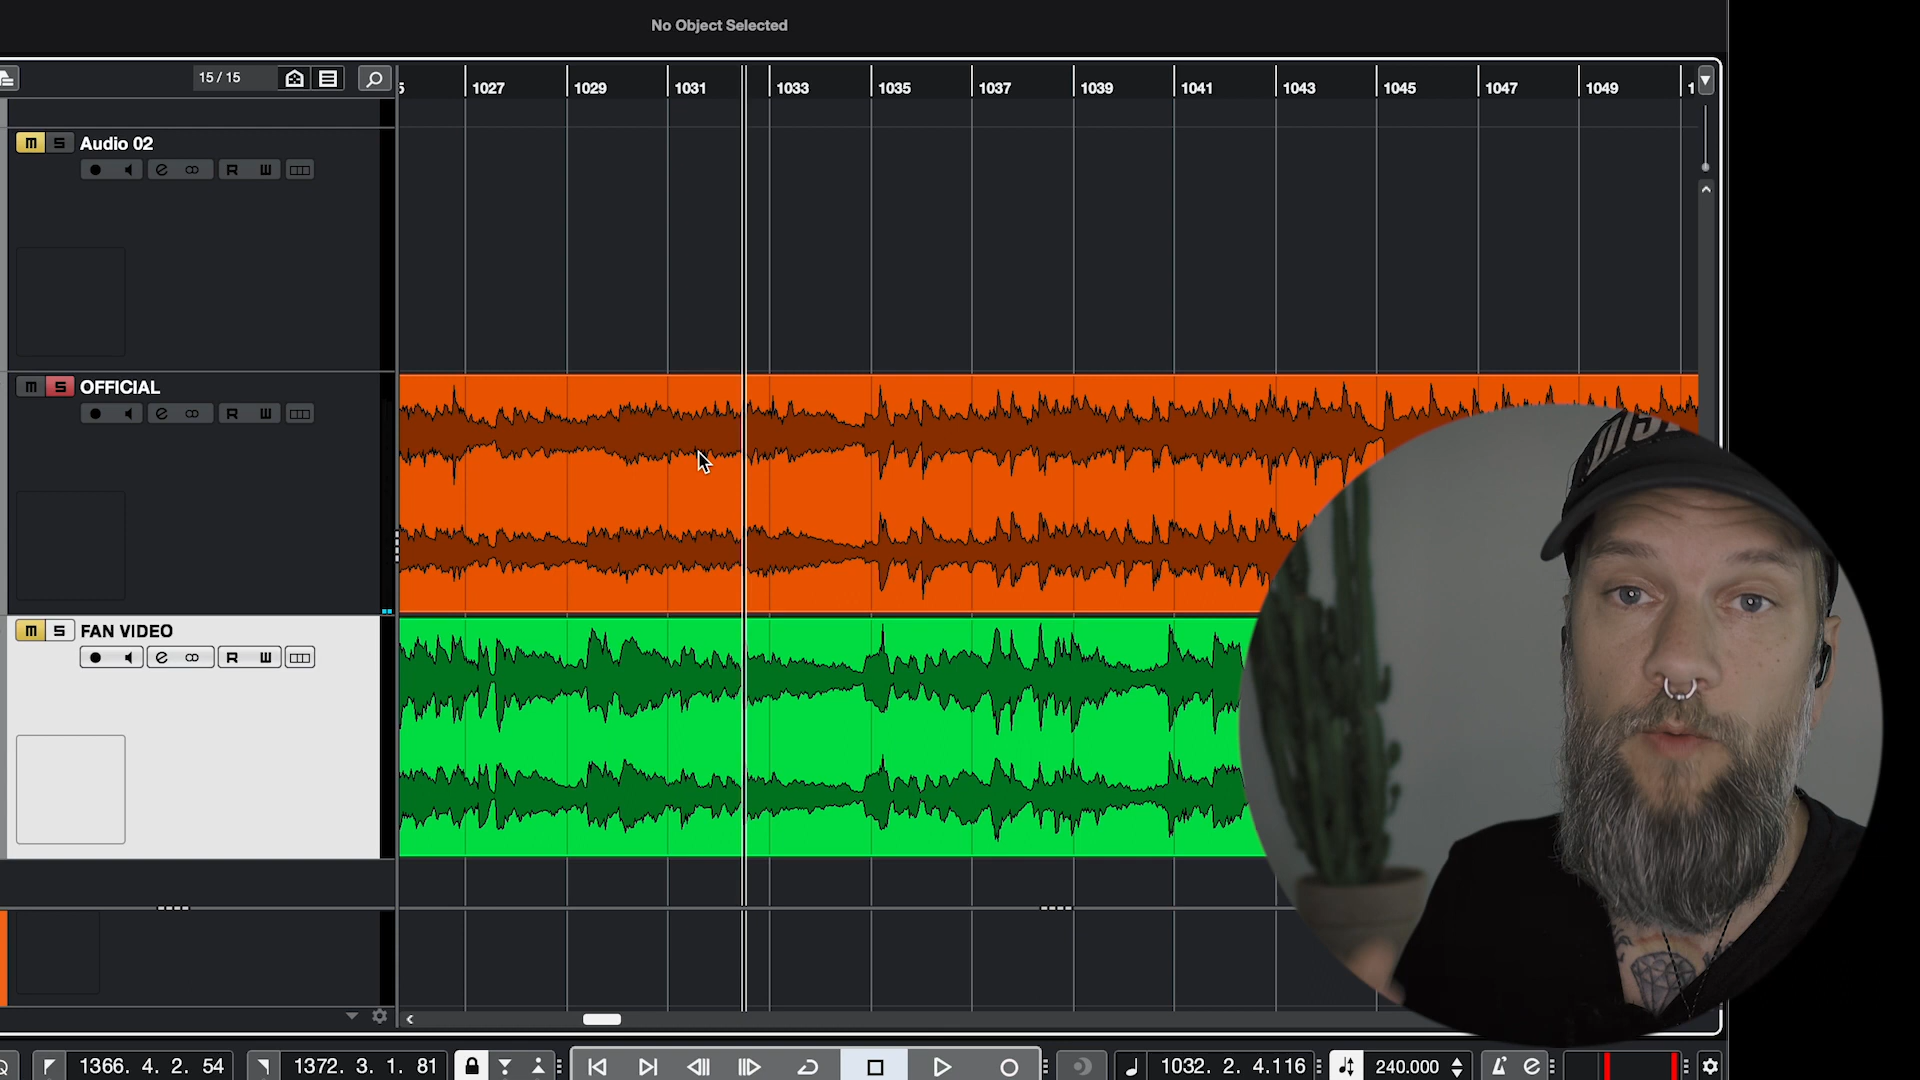 No Object Selected
15 / 15
1027 1029 1031 1033 1035 1037 1039 1041 1043 1045 1047 1049
m S Audio 02
e R W
m S OFFICIAL
e R W
m S FAN VIDEO
e R W
1366. 4. 2. 54 1372. 3. 1. 81 1032. 2. 4.116 240.000 e